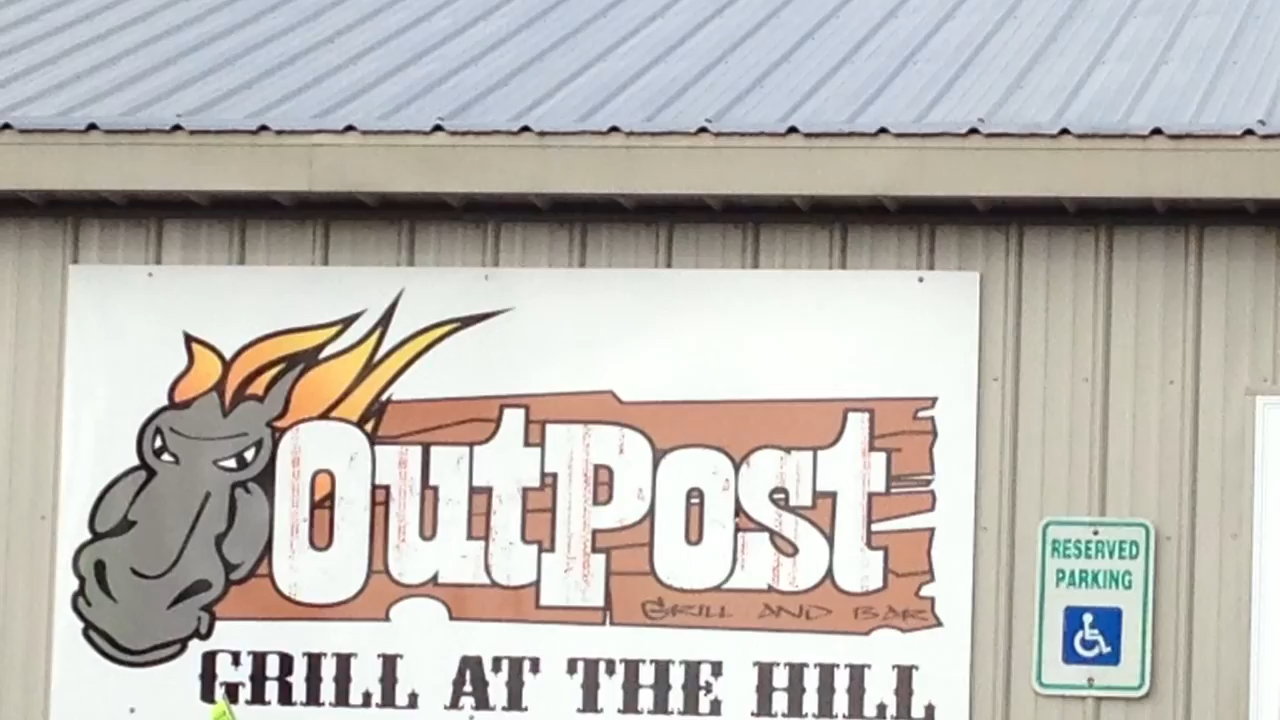 OutPost
GRILL AND BAR
GRILL AT THE HILL
RESERVED
PARKING